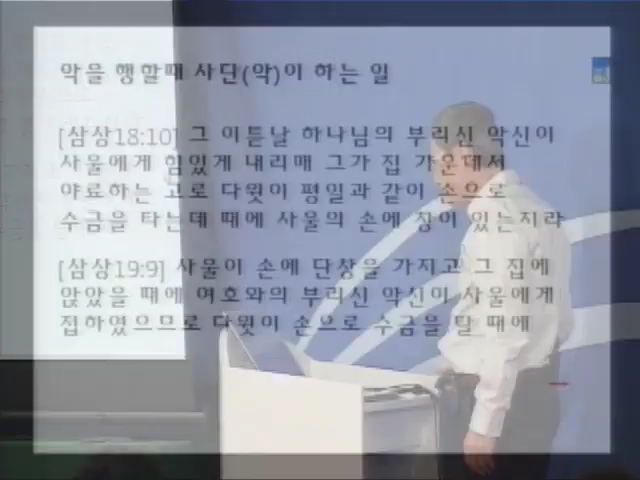 악을 행할때 사단(악)이 하는 일
[삼상18:10] 그 이튿날 하나님의 부리신 악신이
사울에게 힘있게 내리매 그가 집 가운데서
야료하는 고로 다윗이 평일과 같이 손으로
수금을 타는데 때에 사울의 손에 창이 있는지라
[삼상19:9] 사울이 손에 단창을 가지고 그 집에
앉았을 때에 여호와의 부리신 악신이 사울에게
접하였으므로 다윗이 손으로 수금을 탈 때에